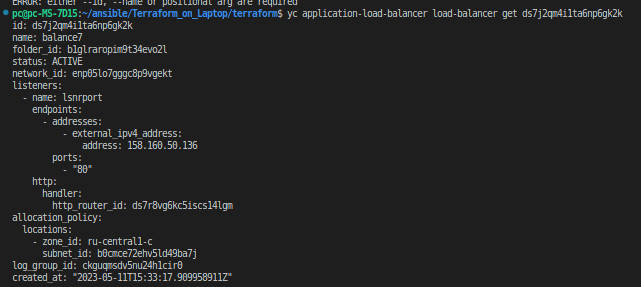 ERROR: either --id, --name or positional arg are required
pc@pc-MS-7D15:~/ansible/Terraform_on_Laptop/terraform$ yc application-load-balancer load-balancer get ds7j2qm4i1ta6np6gk2k
id: ds7j2qm4i1ta6np6gk2k
name: balance7
folder_id: b1glraropim9t34evo2l
status: ACTIVE
network_id: enp05lo7gggc8p9vgekt
listeners:
- name: lsnrport
endpoints:
- addresses:
- external_ipv4_address:
address: 158.160.50.136
ports:
- "80"
http:
handler:
http_router_id: ds7r8vg6kc5iscs14lgm
allocation_policy:
locations:
- zone_id: ru-central1-c
subnet_id: b0cmce72ehv5ld49ba7j
log_group_id: ckguqmsdv5nu24h1cir0
created_at: "2023-05-11T15:33:17.909958911Z"